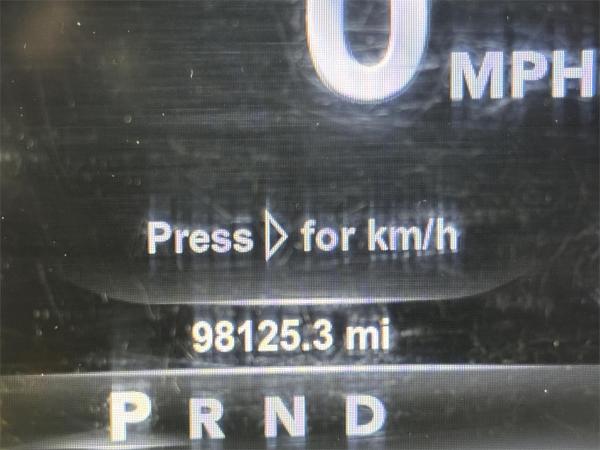 0 MPH
Press ▷ for km/h
98125.3 mi
P R N D